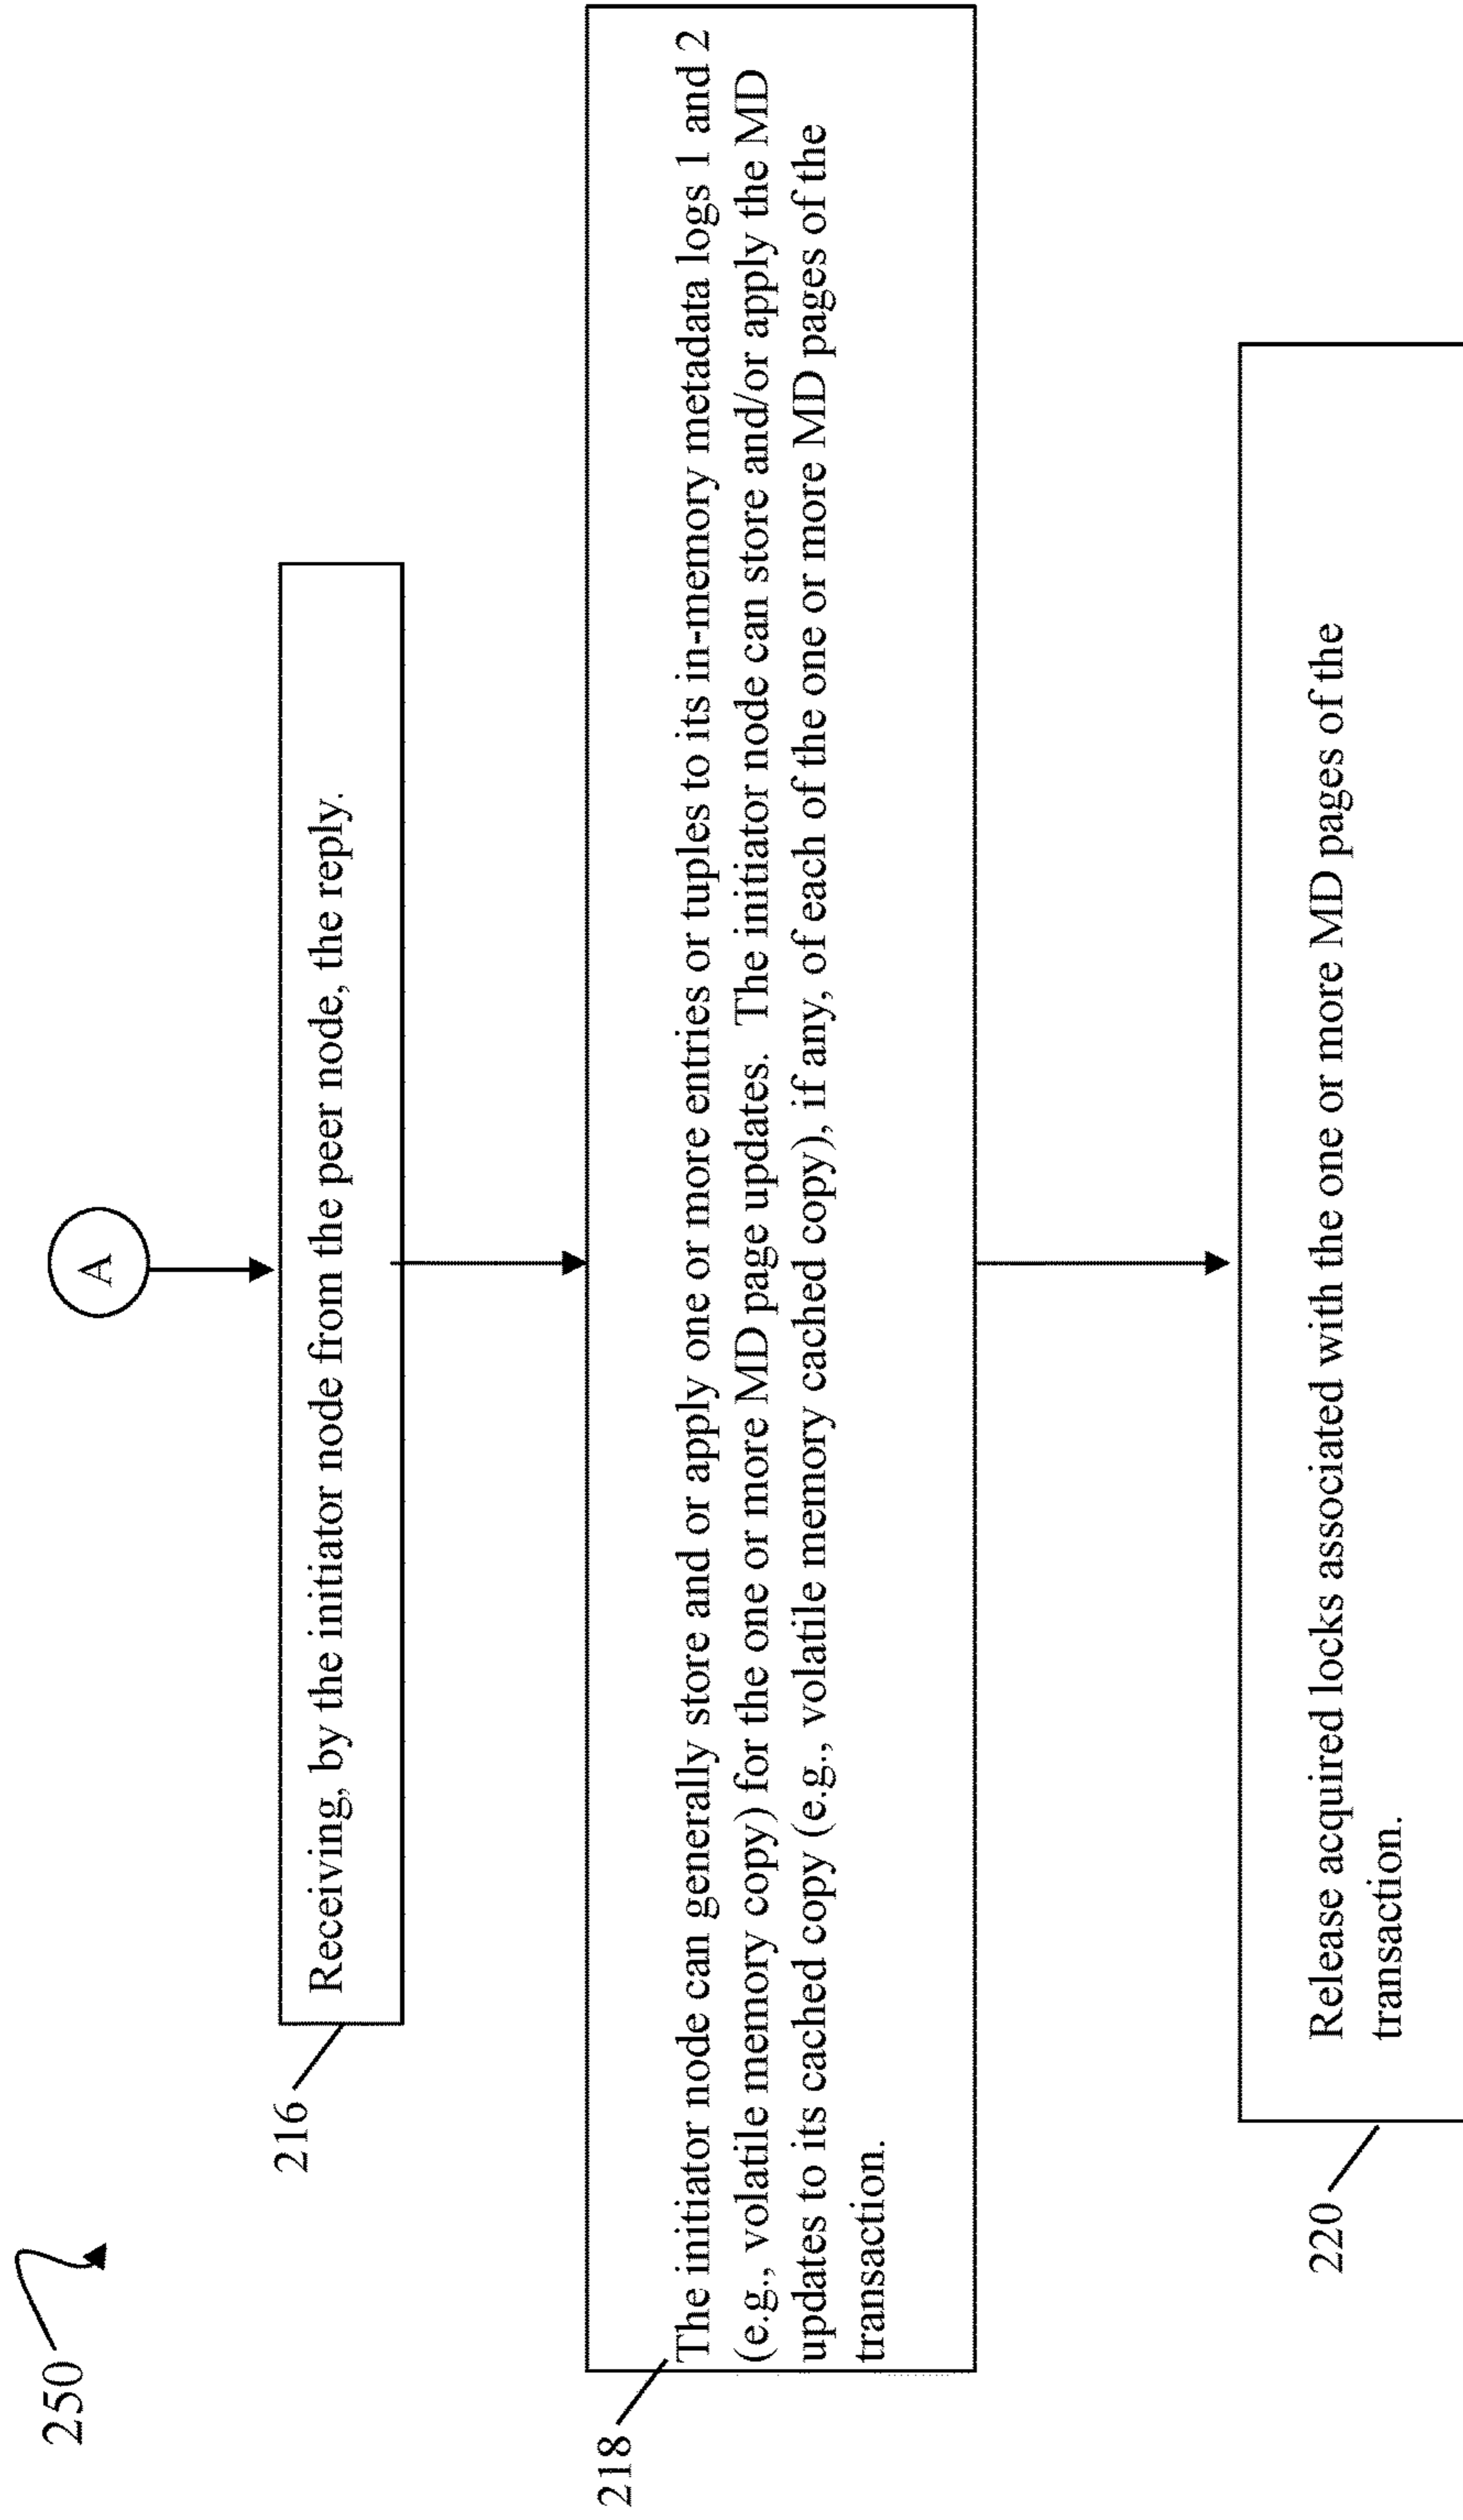 250
A
216
Receiving, by the initiator node from the peer node, the reply.
218
The initiator node can generally store and or apply one or more entries or tuples to its in-memory metadata logs 1 and 2
(e.g., volatile memory copy) for the one or more MD page updates. The initiator node can store and/or apply the MD
updates to its cached copy (e.g., volatile memory cached copy), if any, of each of the one or more MD pages of the
transaction.
220
Release acquired locks associated with the one or more MD pages of the
transaction.